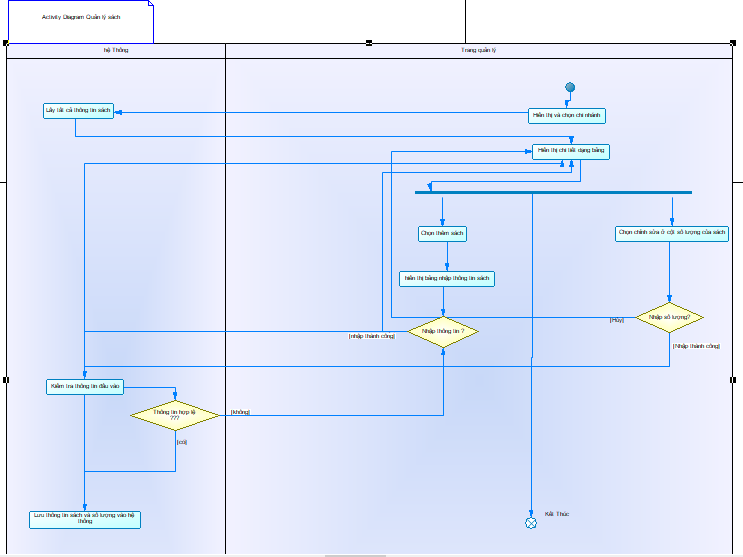 Activity Diagram Quản lý sách
hệ Thống
Trang quản lý
Lấy tất cả thông tin sách
Hiển thị và chọn chi nhánh
Hiển thị chi tiết dạng bảng
Chọn thêm sách
Chọn chỉnh sửa ở cột số lượng của sách
hiển thị bảng nhập thông tin sách
Nhập thông tin ?
Nhập số lượng?
[Hủy]
[nhập thành công]
[Nhập thành công]
Kiểm tra thông tin đầu vào
Thông tin hợp lệ
???
[không]
[có]
Lưu thông tin sách và số lượng vào hệ
thống
Kết Thúc